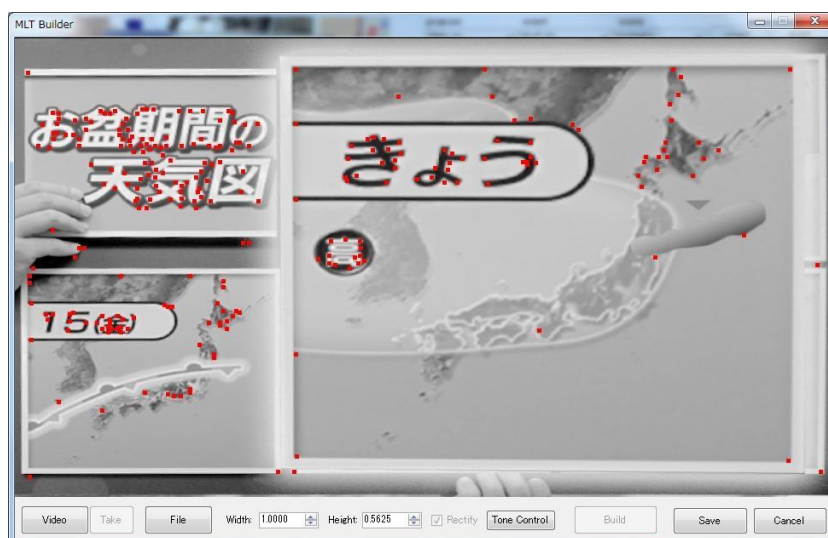 MLT Builder
お盆期間の
天気図
きょう
高
15(金)
Video
Take
File
Width:
1.0000
Height:
0.5625
Rectify
Tone Control
Build
Save
Cancel